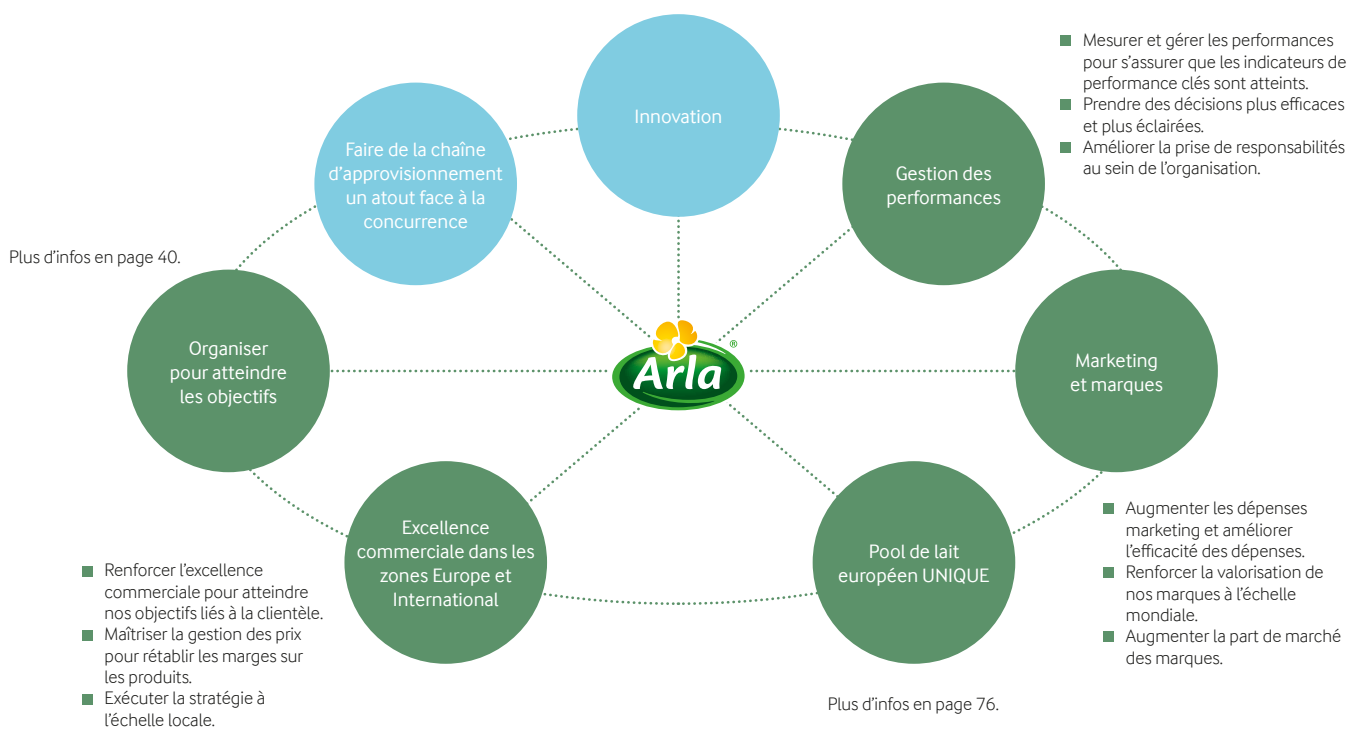 Innovation
Mesurer et gérer les performances
pour s'assurer que les indicateurs de
performance clés sont atteints.
Prendre des décisions plus efficaces
et plus éclairées.
Améliorer la prise de responsabilités
au sein de l'organisation.
Faire de la chaîne
d'approvisionnement
un atout face à la
concurrence
Gestion des
performances
Plus d'infos en page 40.
Organiser
pour atteindre
les objectifs
Arla®
Marketing
et marques
Excellence
commerciale dans les
zones Europe et
International
Pool de lait
européen UNIQUE
Augmenter les dépenses
marketing et améliorer
l'efficacité des dépenses.
Renforcer la valorisation de
nos marques à l'échelle
mondiale.
Augmenter la part de marché
des marques.
Renforcer l'excellence
commerciale pour atteindre
nos objectifs liés à la clientèle.
Maîtriser la gestion des prix
pour rétablir les marges sur
les produits.
Exécuter la stratégie à
l'échelle locale.
Plus d'infos en page 76.